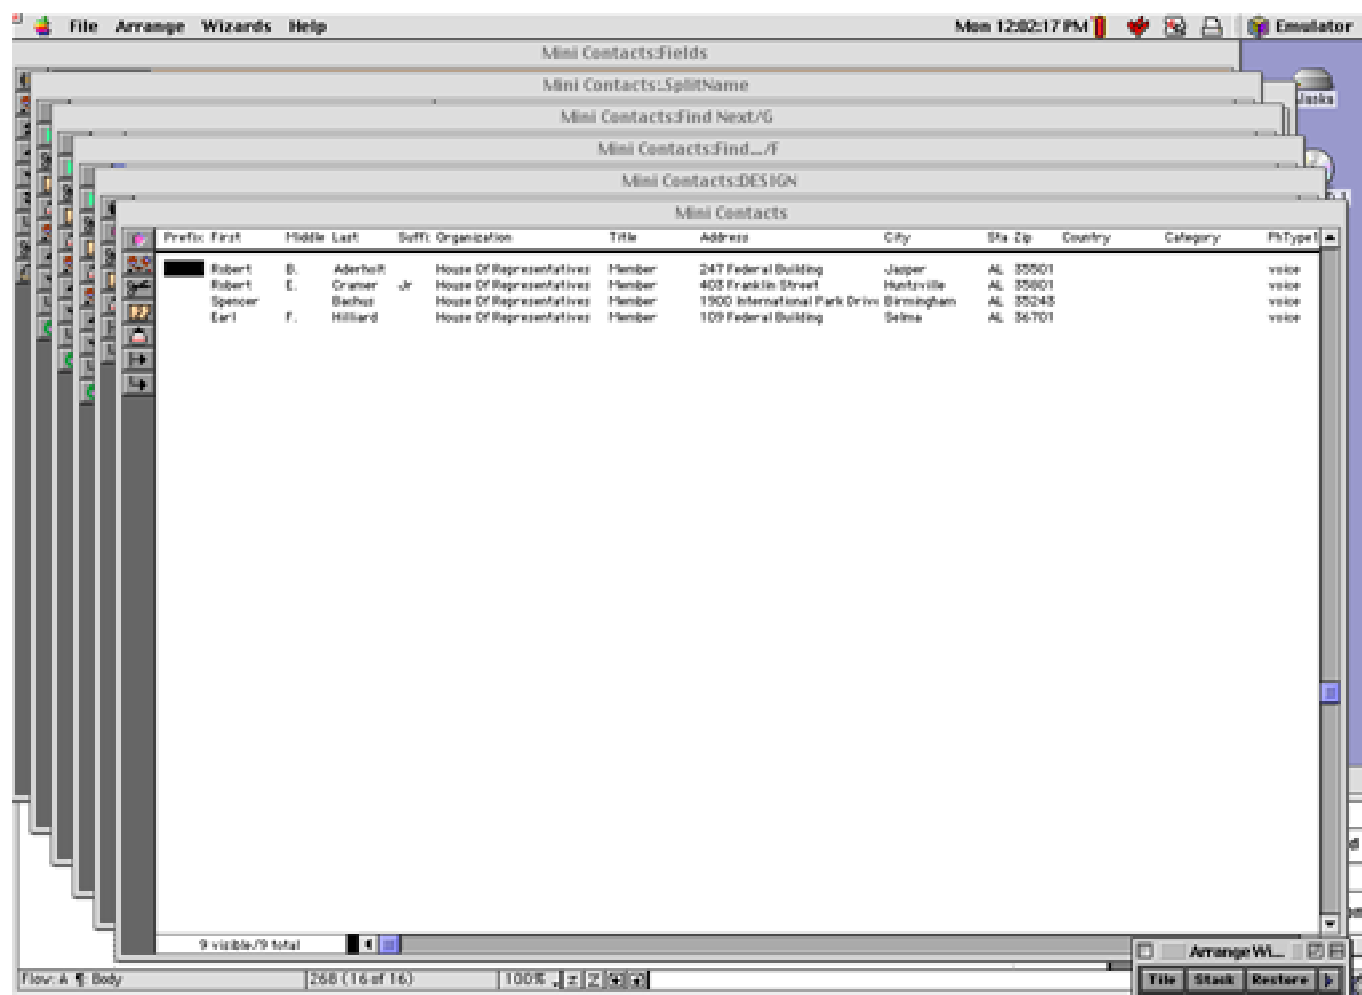 File Arrange Wizards Help Mon 12:02:17 PM Emulator
Mini Contacts:Fields
Mini Contacts:.SplitName
Mini Contacts:Find Next/G
Mini Contacts:Find.../F
Mini Contacts:DESIGN
Mini Contacts
Prefix First Middle Last Suffi: Organization Title Address City Sta Zip Country Category PhType1
Robert B. Aderholt House Of Representatives Member 247 Federal Building Jasper AL 35501 voice
Robert E. Cramer Jr House Of Representatives Member 403 Franklin Street Huntsville AL 35801 voice
Spencer Bachus House Of Representatives Member 1900 International Park Drive Birmingham AL 35243 voice
Earl F. Hilliard House Of Representatives Member 109 Federal Building Selma AL 36701 voice
9 visible/9 total
Arrange Wi...
Flow: A ¶: Body 268 (16 of 16) 100%
Tile Stack Restore